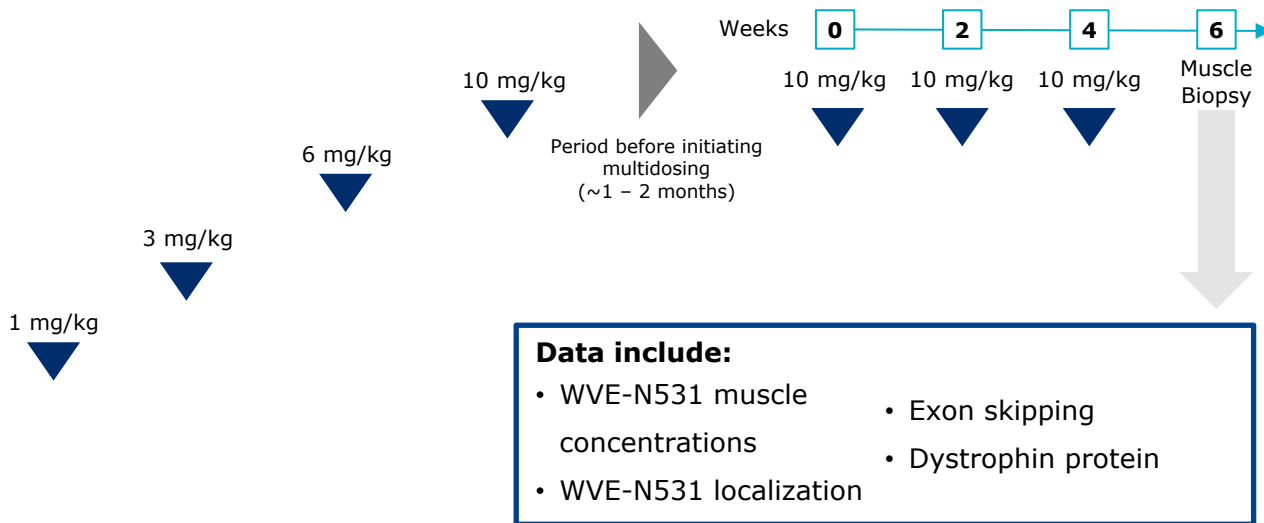 Weeks 0 2 4 6
10 mg/kg 10 mg/kg 10 mg/kg 10 mg/kg
Muscle
Biopsy
Period before initiating
multidosing
(~1 – 2 months)
6 mg/kg
3 mg/kg
1 mg/kg
Data include:
• WVE-N531 muscle
concentrations
• WVE-N531 localization
• Exon skipping
• Dystrophin protein